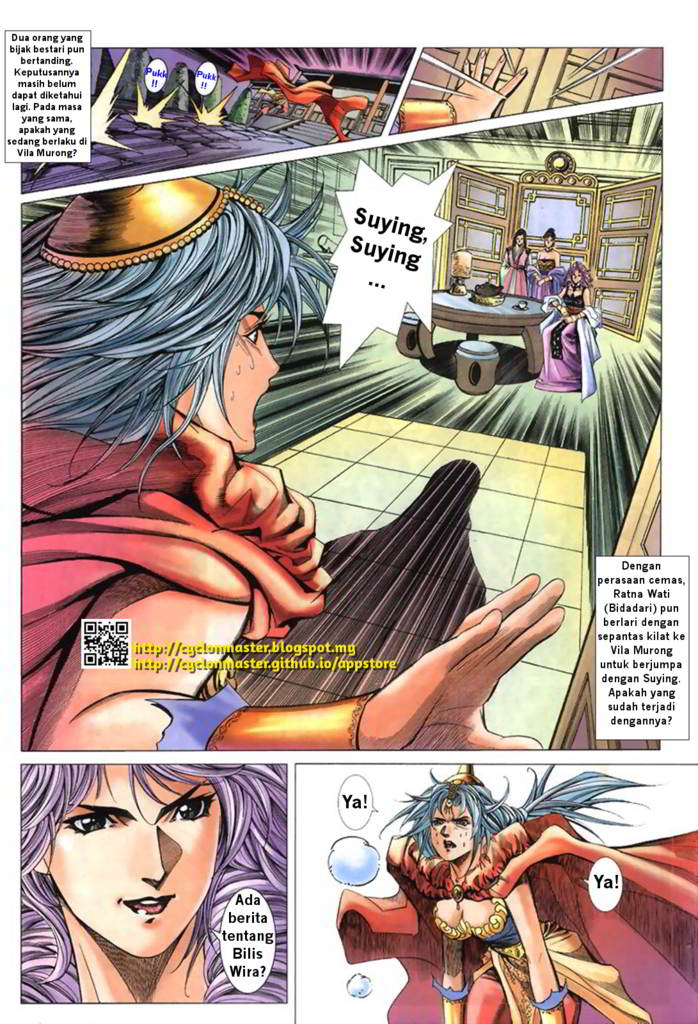 Dua orang yang
bijak bestari pun
bertanding.
Keputusannya
masih belum
dapat diketahui
lagi. Pada masa
yang sama,
apakah yang
sedang berlaku di
Vila Murong?
Pukk
!!
Pukk
!!
Suying,
Suying
...
Dengan
perasaan cemas,
Ratna Wati
(Bidadari) pun
berlari dengan
sepantas kilat ke
Vila Murong
untuk berjumpa
dengan Suying.
Apakah yang
sudah terjadi
dengannya?
http://cyclonmaster.blogspot.my
http://cyclonmaster.github.io/appstore
Ada
berita
tentang
Bilis
Wira?
Ya!
Ya!